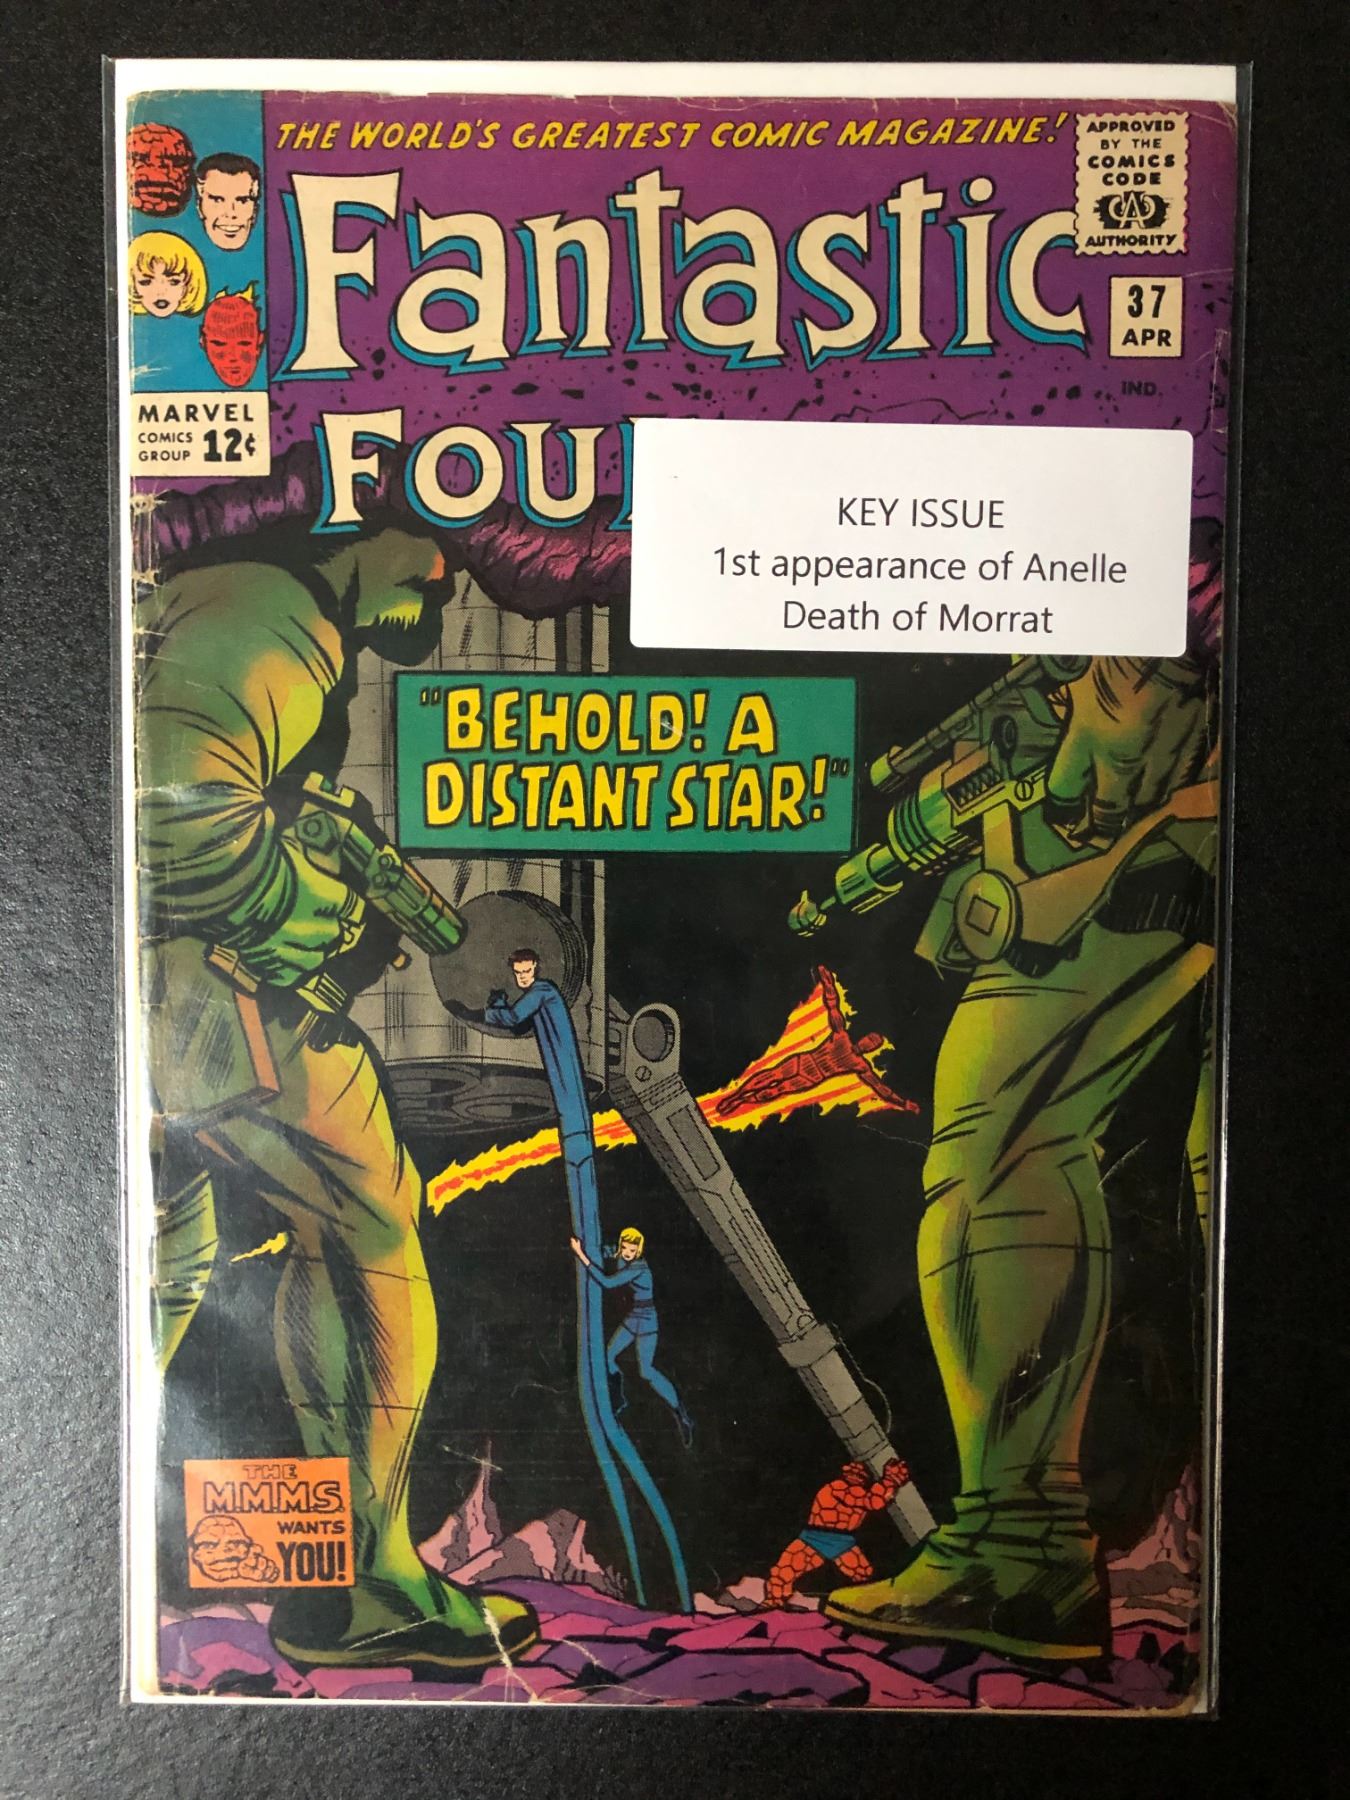 THE WORLD'S GREATEST COMIC MAGAZINE!
APPROVED
BY THE
COMICS
CODE
A
AUTHORITY
Fantastic
37
APR
IND.
MARVEL
COMICS
GROUP
12¢
FOU
KEY ISSUE
1st appearance of Anelle
Death of Morrat
"BEHOLD! A
DISTANT STAR!"
THE
M.M.M.S.
WANTS
YOU!